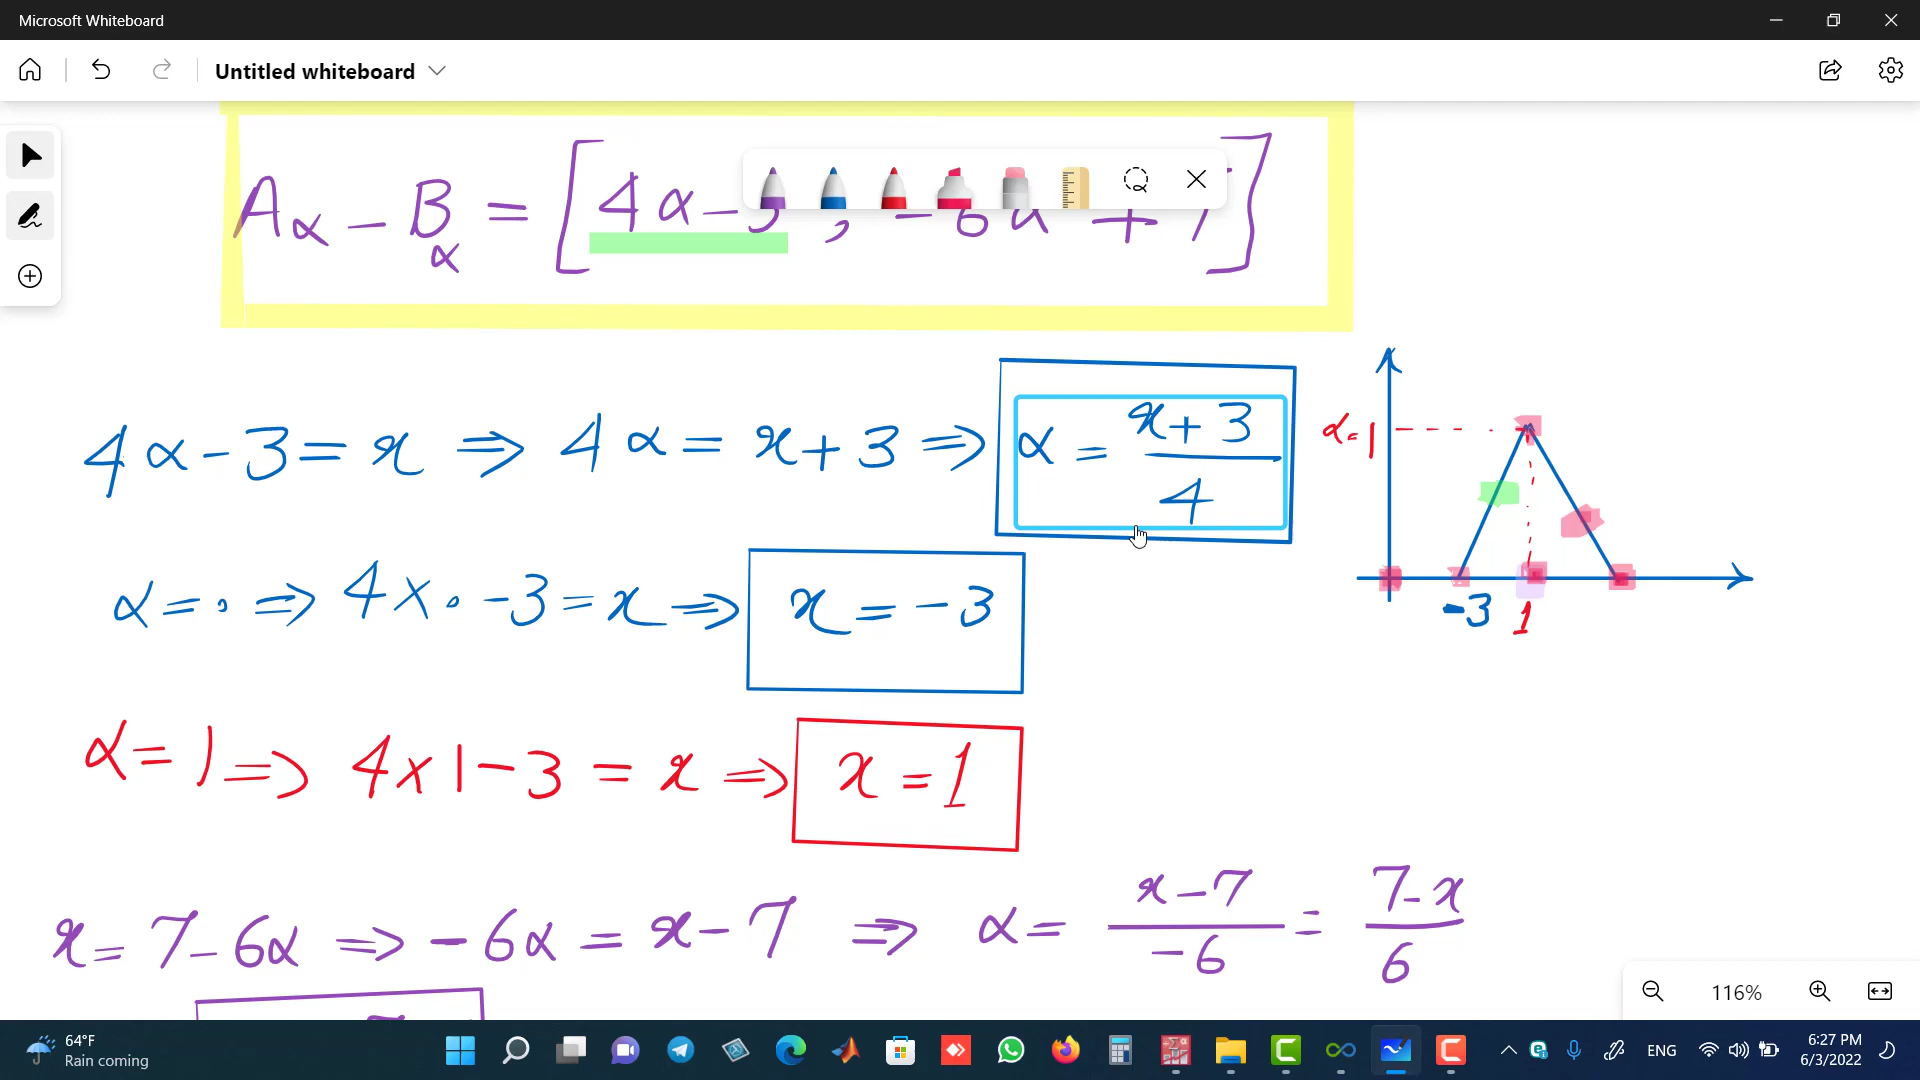 Microsoft Whiteboard
Untitled whiteboard
Aα - Bα = [4α-3, -6α + 7]
4α - 3 = x ⇒ 4α = x + 3 ⇒ α = (x+3)/4
α = 0 ⇒ 4 × 0 - 3 = x ⇒ x = -3
α = 1 ⇒ 4 × 1 - 3 = x ⇒ x = 1
x = 7 - 6α ⇒ -6α = x - 7 ⇒ α = (x-7)/-6 = (7-x)/6
α=1
-3 1
116%
64°F
Rain coming
ENG
6:27 PM
6/3/2022